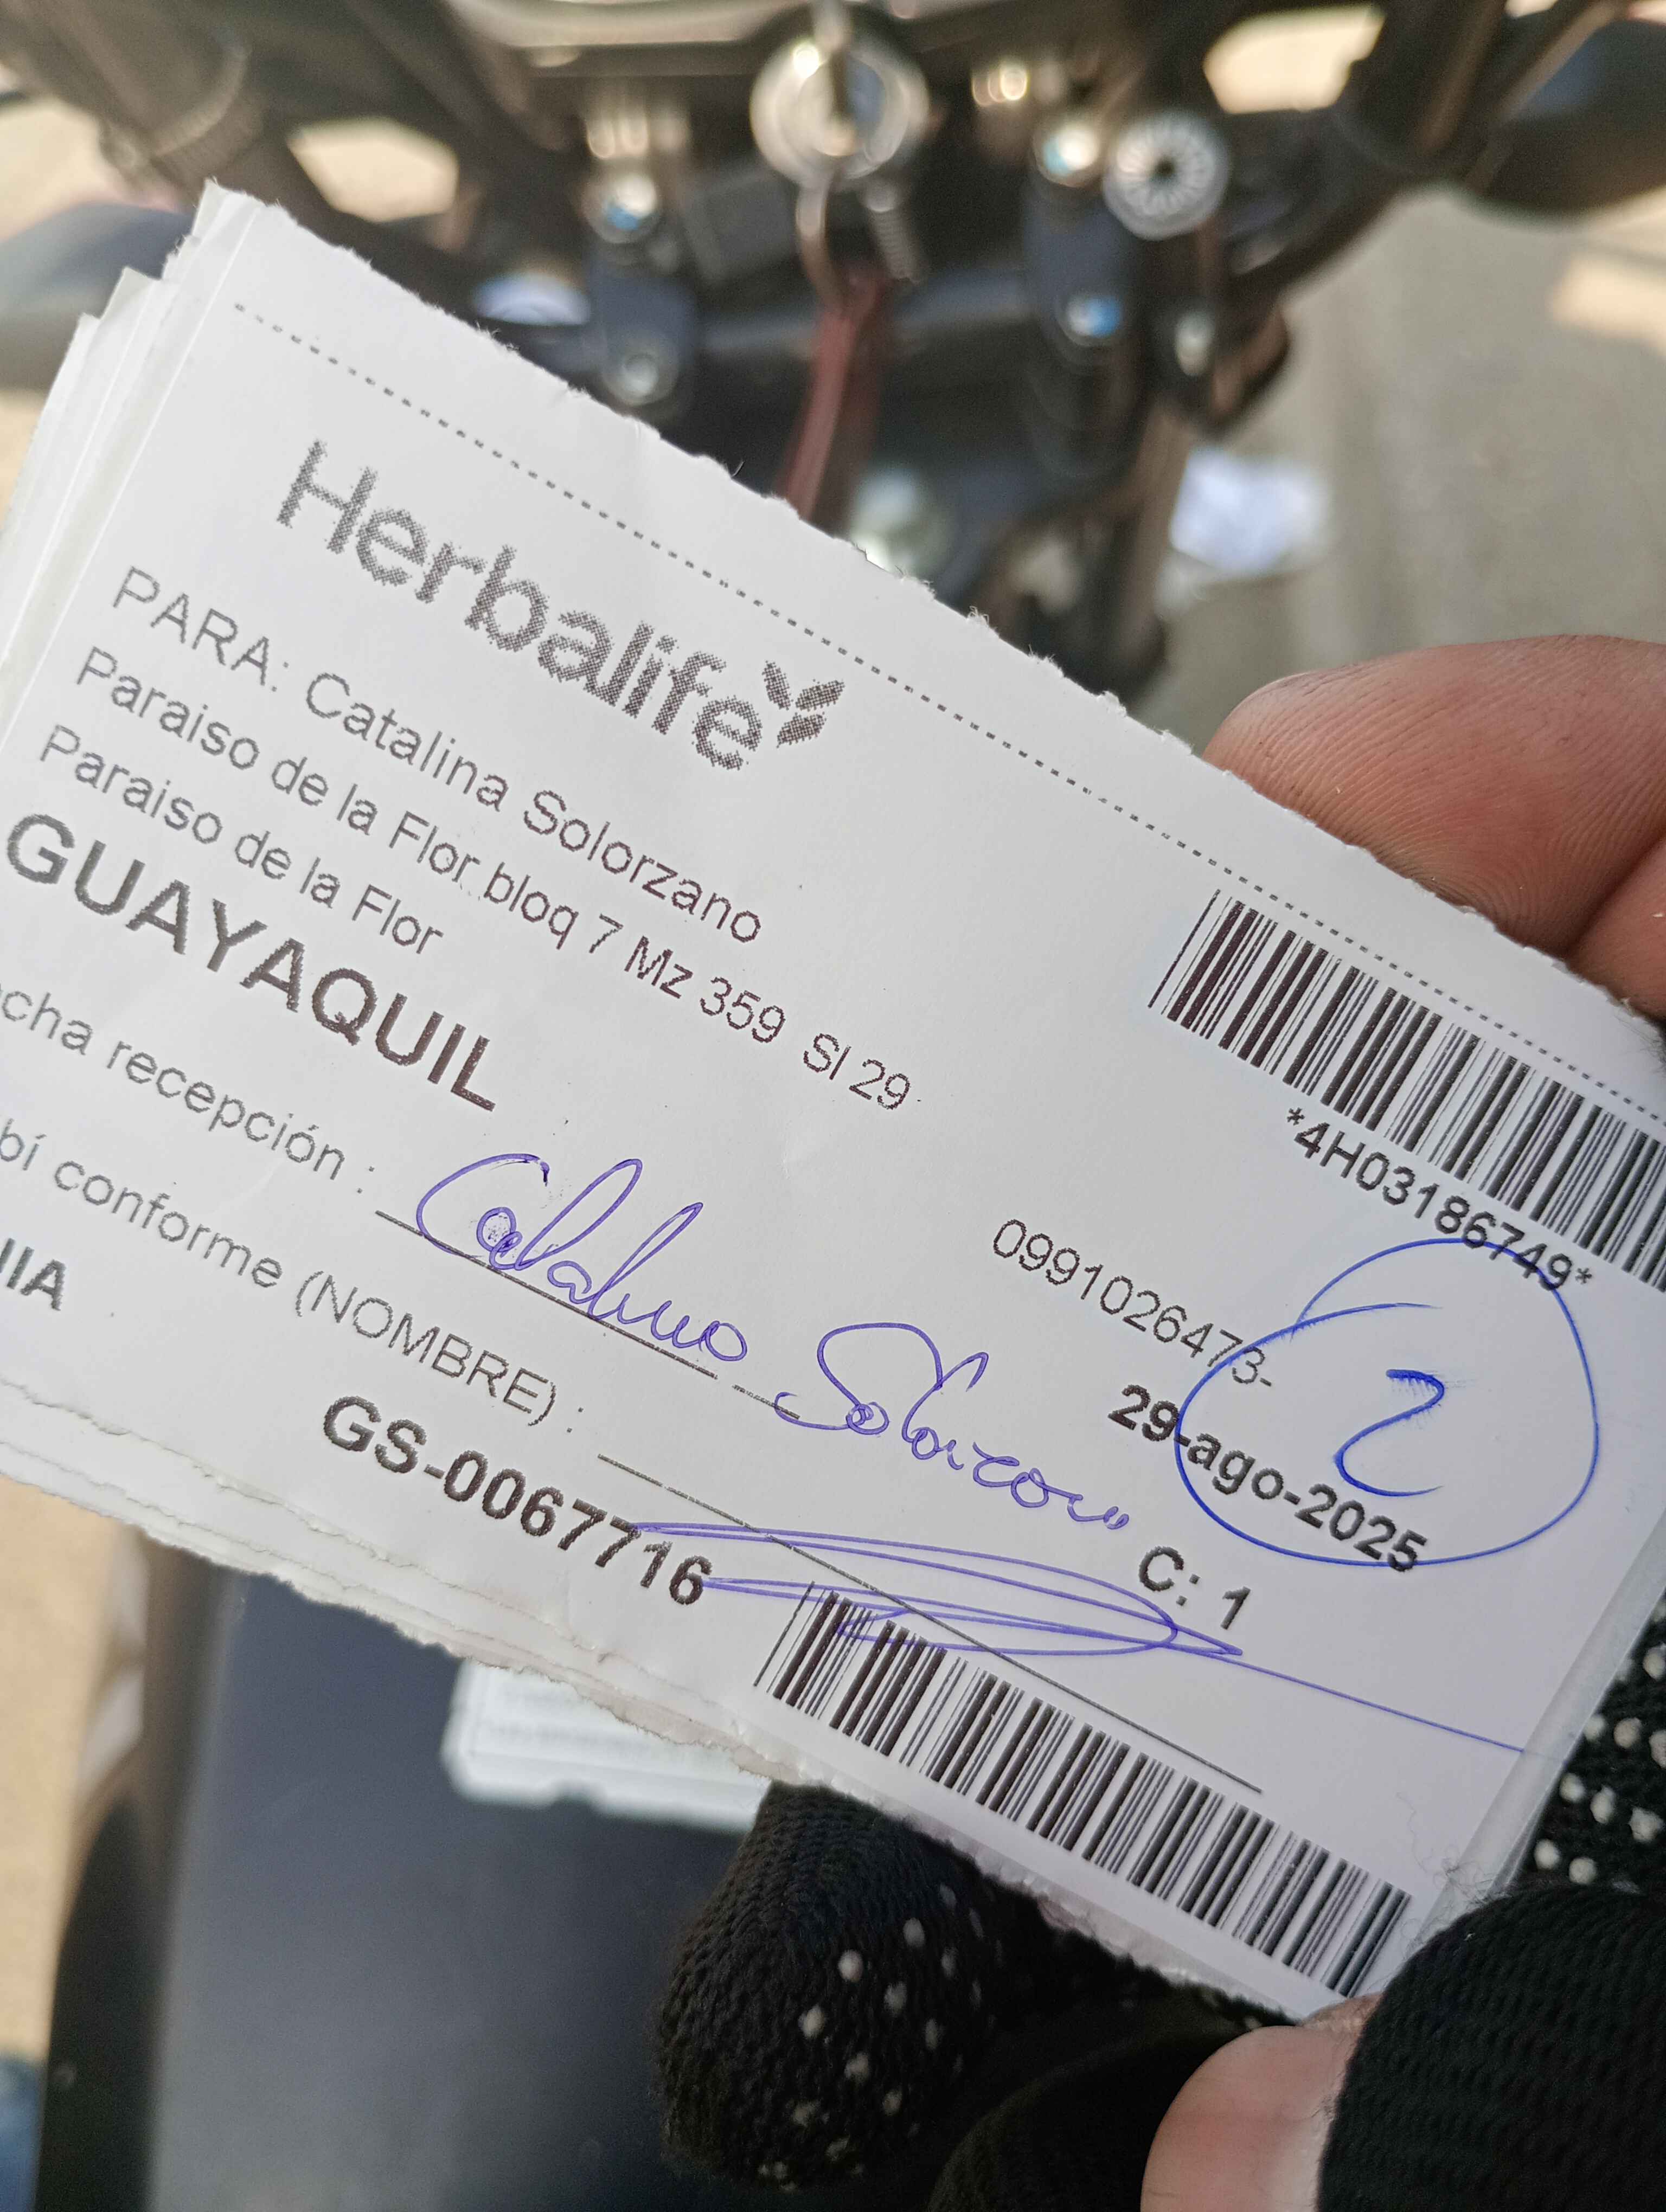 Herbalife
PARA: Catalina Solorzano
Paraiso de la Flor bloq 7 Mz 359 Sl 29
Paraiso de la Flor
GUAYAQUIL
*4H03186749*
0991026473-
29-ago-2025
2
cha recepción :
Catalina Solorzano
bí conforme (NOMBRE) :
C: 1
IIA
GS-0067716